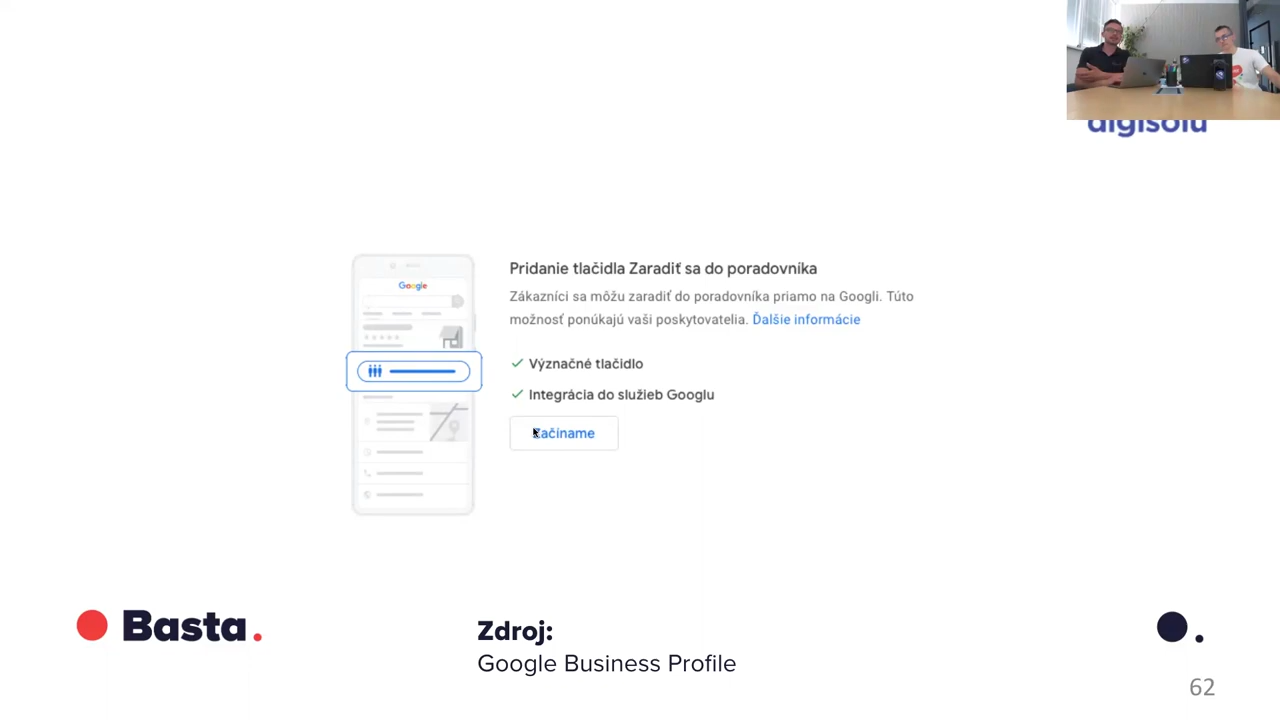 digisolu
Google
Pridanie tlačidla Zaradiť sa do poradovníka
Zákazníci sa môžu zaradiť do poradovníka priamo na Googli. Túto
možnosť ponúkajú vaši poskytovatelia. Ďalšie informácie
Význačné tlačidlo
Integrácia do služieb Googlu
Začíname
Basta.
Zdroj:
Google Business Profile
62